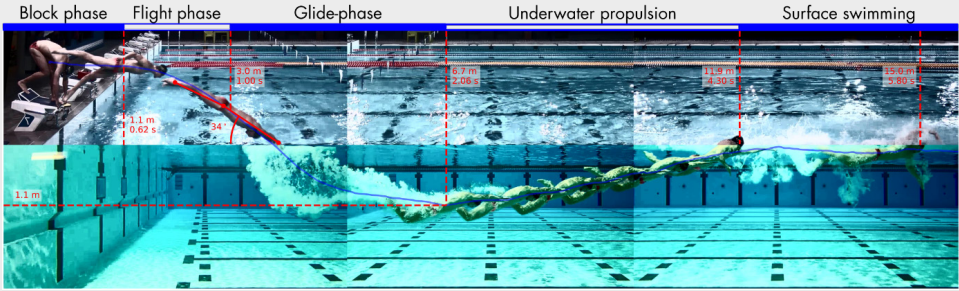 Block phase
Flight phase
Glide-phase
Underwater propulsion
Surface swimming
3.0 m
1.00 s
6.7 m
2.06 s
11.9 m
4.30 s
15.0 m
5.80 s
1.1 m
0.62 s
34°
1.1 m